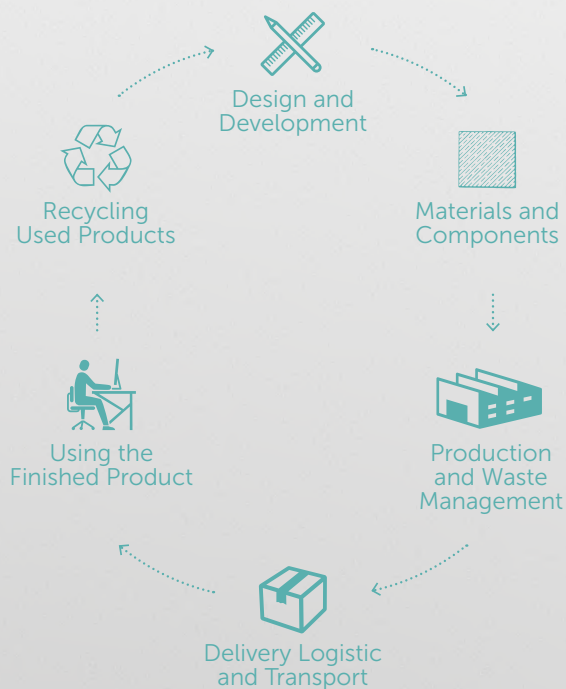 Design and
Development
Materials and
Components
Production
and Waste
Management
Delivery Logistic
and Transport
Using the
Finished Product
Recycling
Used Products